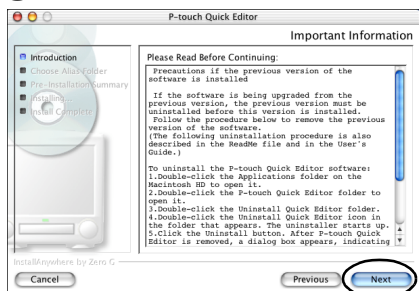 P-touch Quick Editor
Important Information
Introduction
Choose Alias Folder
Pre-Installation Summary
Installing...
Install Complete
Please Read Before Continuing:
Precautions if the previous version of the
software is installed
If the software is being upgraded from the
previous version, the previous version must be
uninstalled before this version is installed.
Follow the procedure below to remove the previous
version of the software.
(The following uninstallation procedure is also
described in the ReadMe file and in the User's
Guide.)
To uninstall the P-touch Quick Editor software:
1.Double-click the Applications folder on the
Macintosh HD to open it.
2.Double-click the P-touch Quick Editor folder to
open it.
3.Double-click the Uninstall Quick Editor folder.
4.Double-click the Uninstall Quick Editor icon in
the folder that appears. The uninstaller starts up.
5.Click the Uninstall button. After P-touch Quick
Editor is removed, a dialog box appears, indicating
InstallAnywhere by Zero G
Cancel
Previous
Next